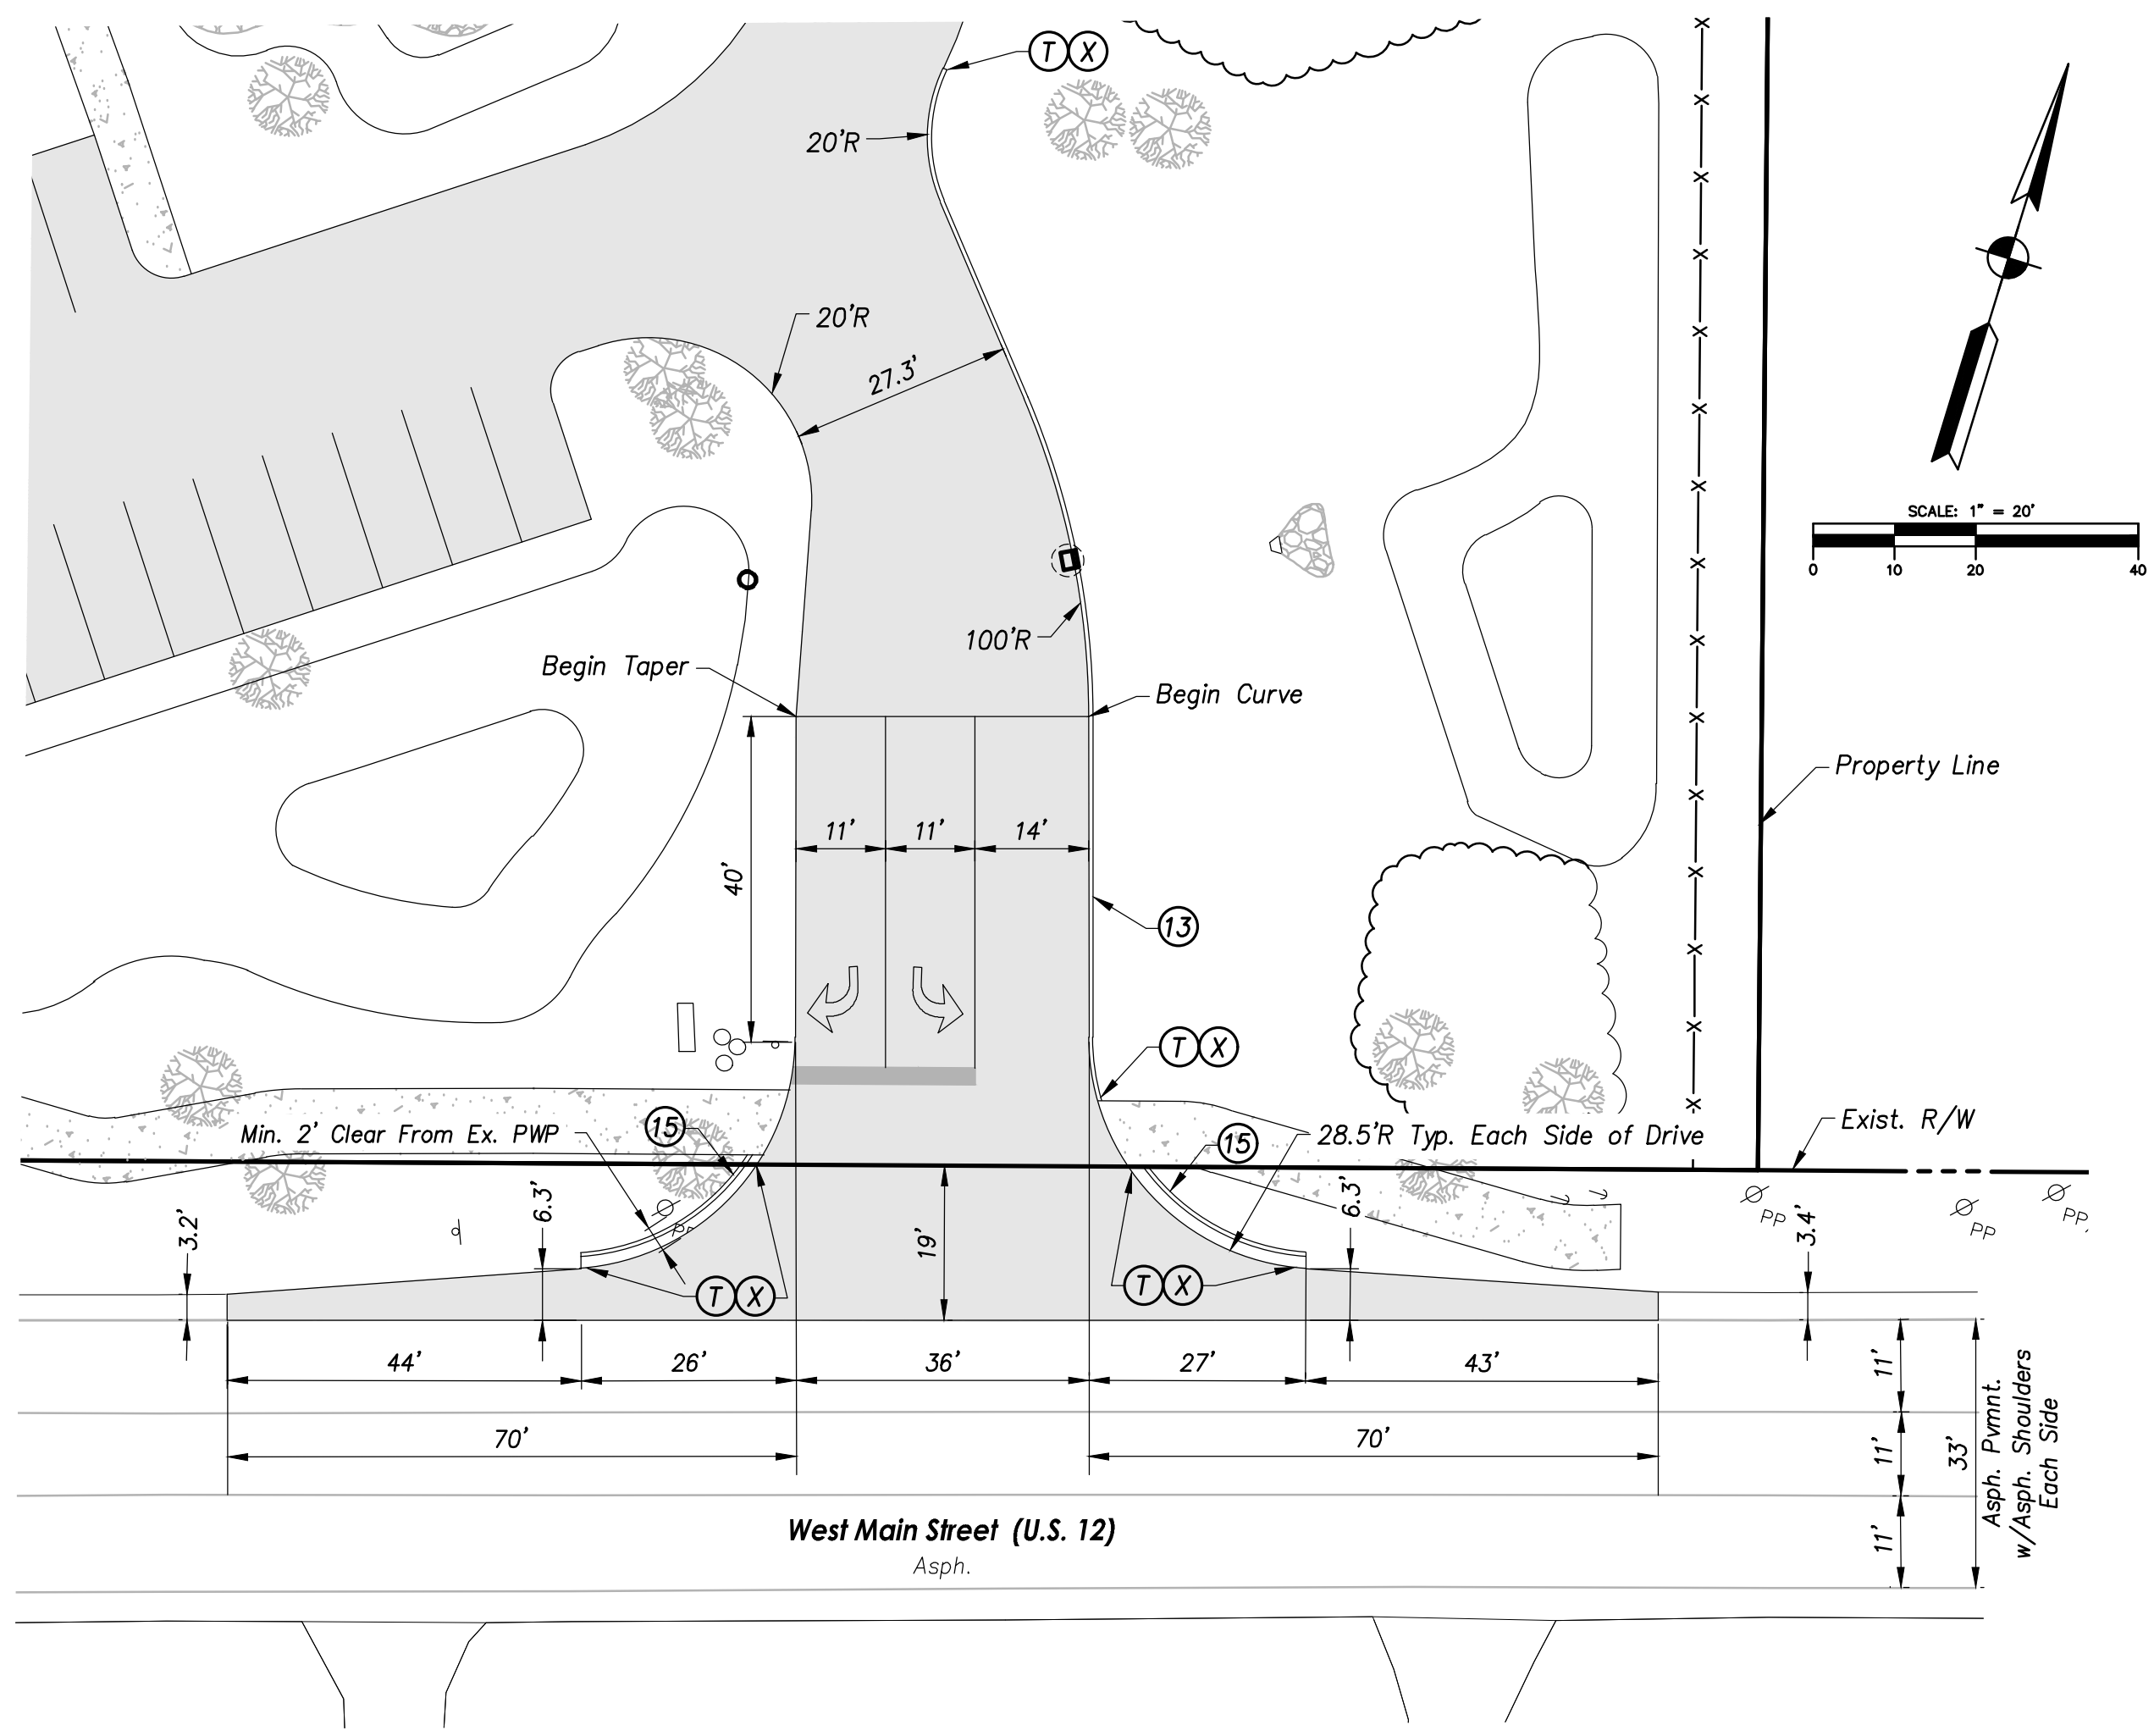 T X
20'R
20'R
27.3'
SCALE: 1" = 20'
0 10 20 40
100'R
Begin Taper
Begin Curve
Property Line
11' 11' 14'
40'
13
T X
Exist. R/W
Min. 2' Clear From Ex. PWP
15
15
28.5'R Typ. Each Side of Drive
3.2'
6.3'
19'
6.3'
3.4'
PP
PP
PP
T X
T X
44' 26' 36' 27' 43'
70' 70'
11'
11'
11'
33'
Asph. Pvmnt.
w/Asph. Shoulders
Each Side
West Main Street (U.S. 12)
Asph.